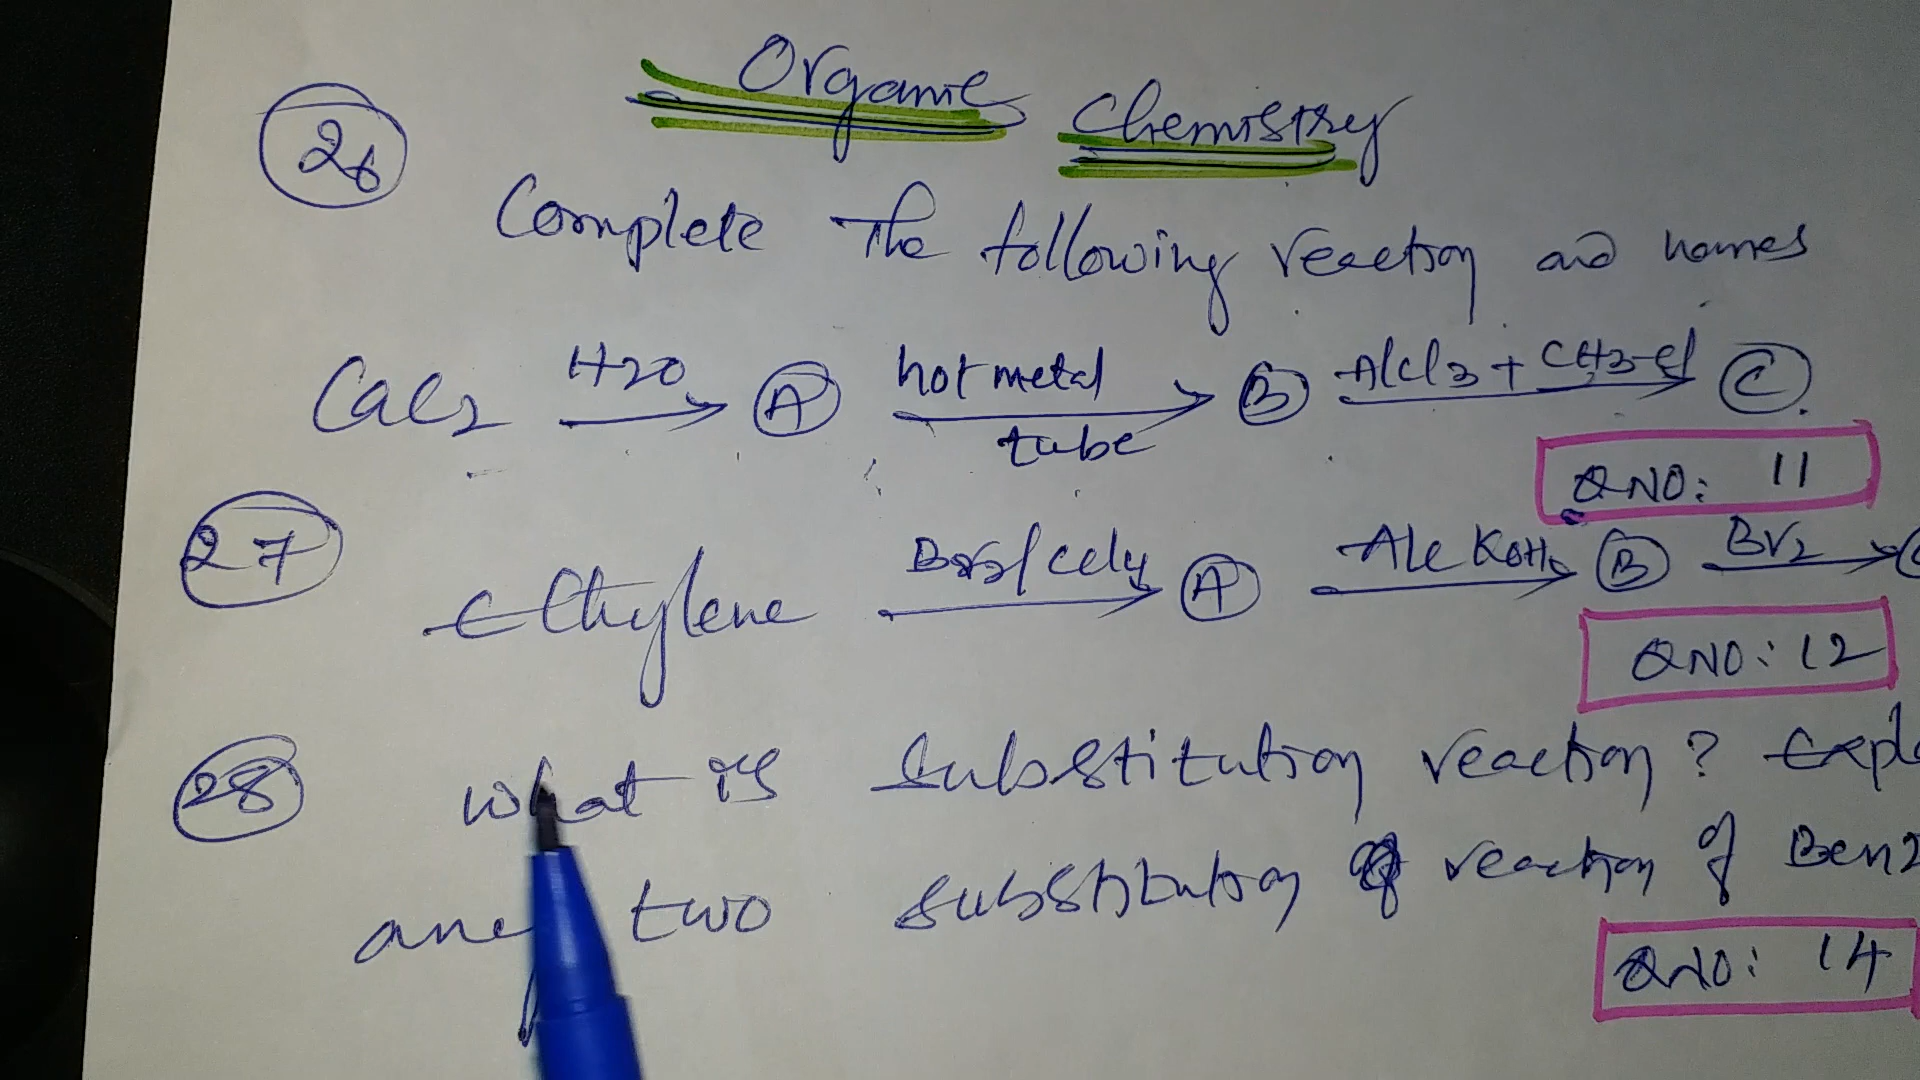 Organic Chemistry
26
Complete The following reaction and names
CaC2 H2O → A hot metal tube → B AlCl3 + CH3-Cl → C
QNO: 11
27
Ethylene Br2/CCl4 → A Alc KOH → B Br2 →
QNO: 12
28 What is substitution reaction? Expl
any two substitution reaction of Benz
QNO: 14